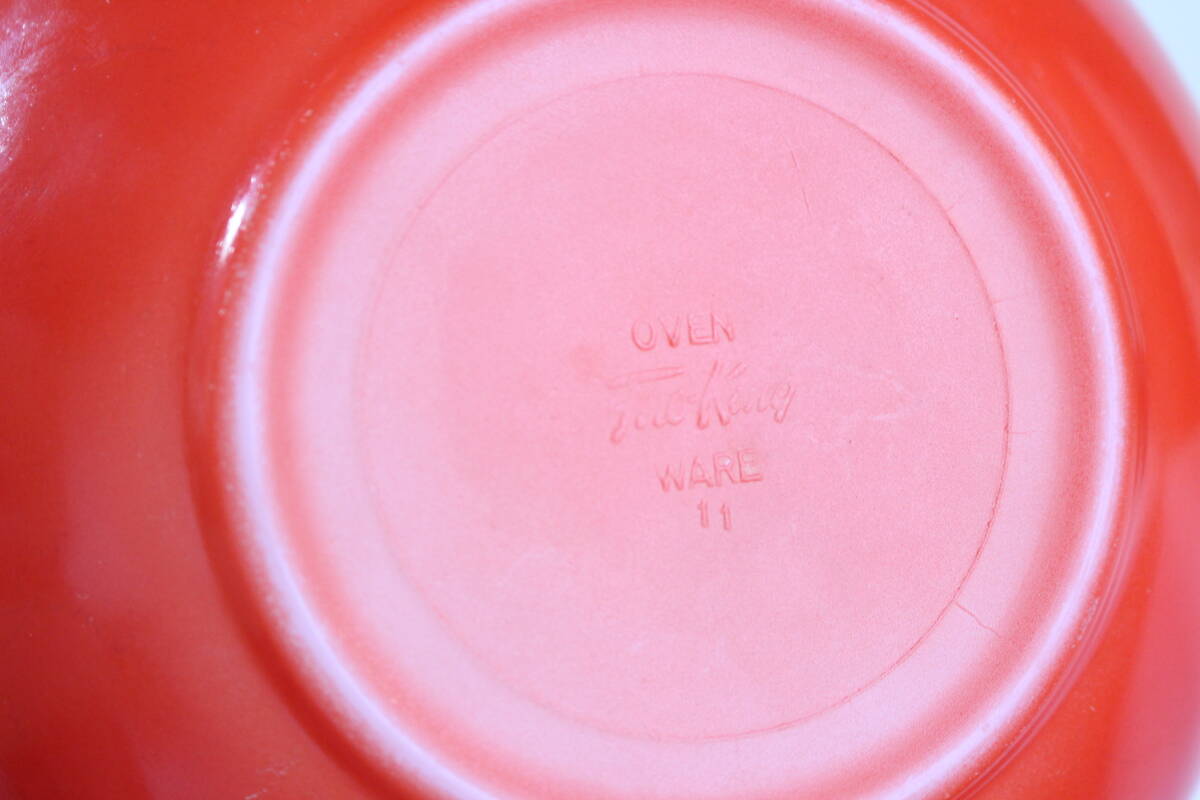 OVEN
Fire-King
WARE
11